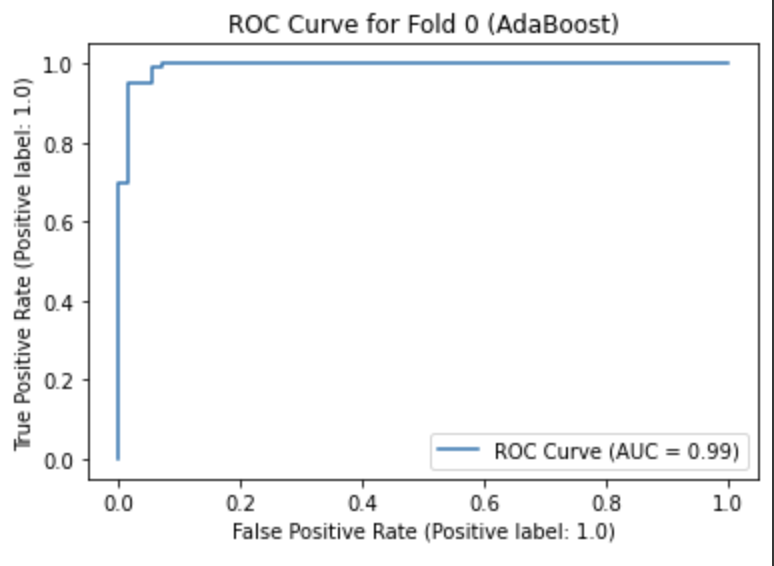 ROC Curve for Fold 0 (AdaBoost)
True Positive Rate (Positive label: 1.0)
1.0
0.8
0.6
0.4
0.2
0.0
ROC Curve (AUC = 0.99)
0.0 0.2 0.4 0.6 0.8 1.0
False Positive Rate (Positive label: 1.0)